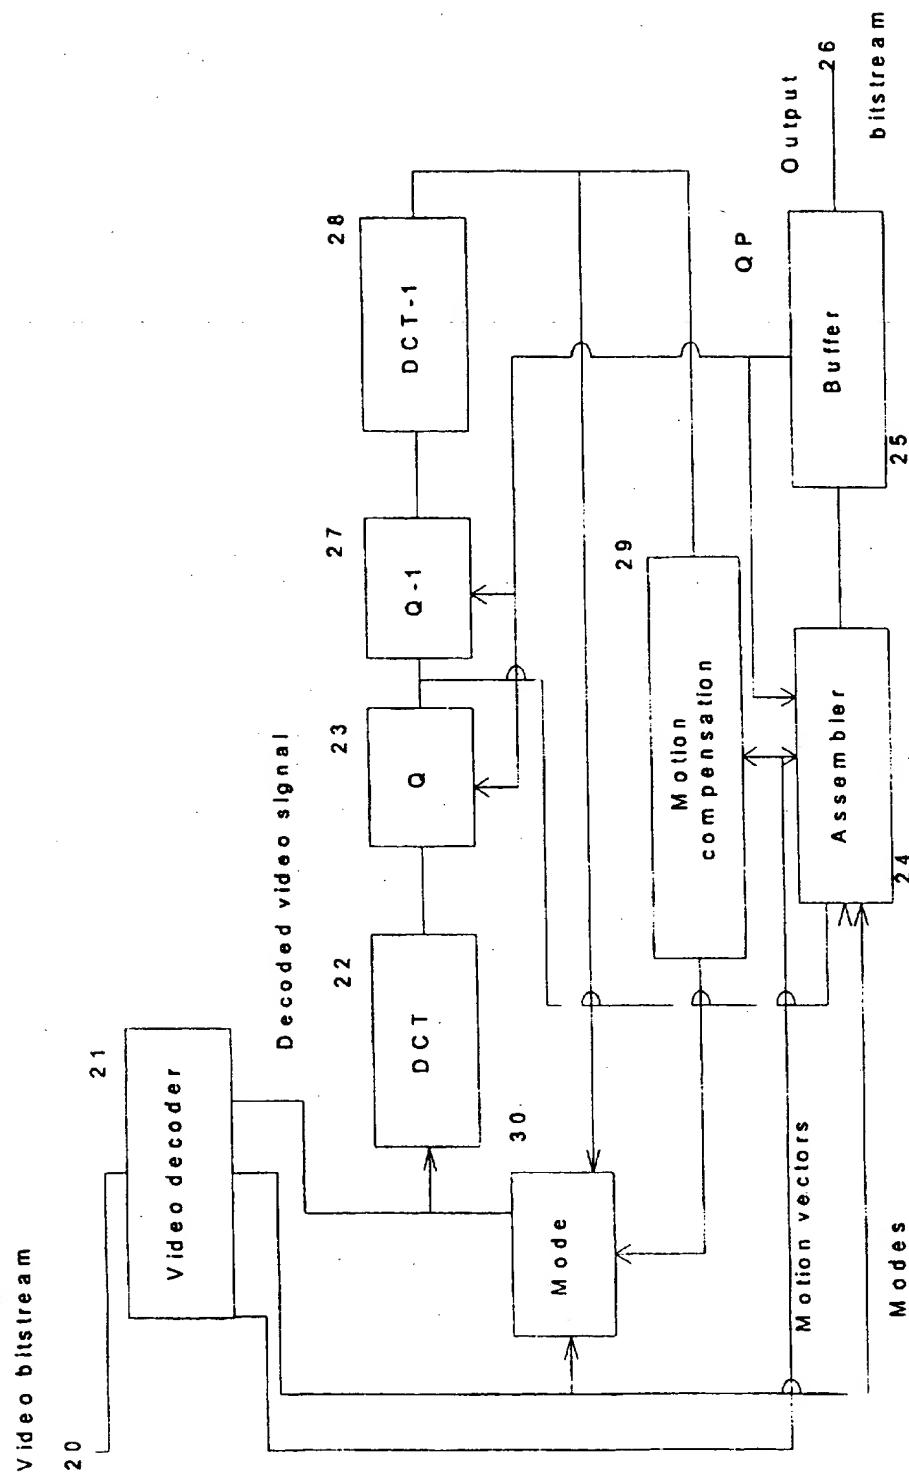 Video bitstream
20
21
Video decoder
Decoded video signal
22
DCT
23
Q
27
Q-1
28
DCT-1
30
Mode
29
Motion
compensation
QP
Output
26
bitstream
Motion vectors
Modes
24
Assembler
25
Buffer